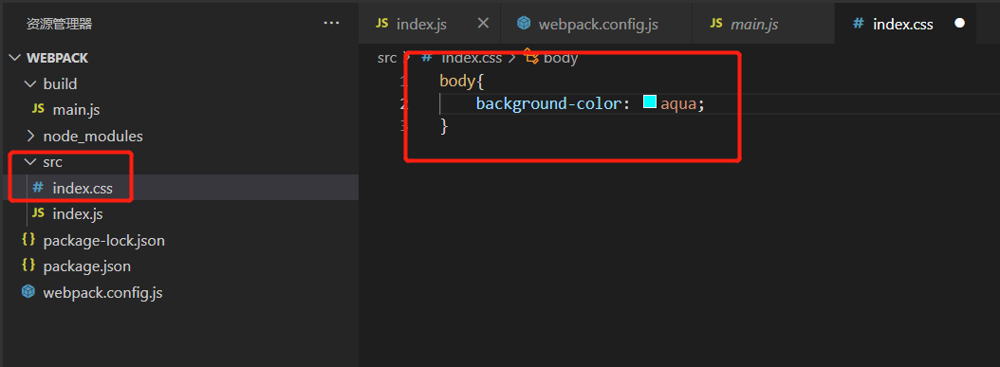 资源管理器 ...
WEBPACK
build
JS main.js
node_modules
src
# index.css
JS index.js
{} package-lock.json
{} package.json
webpack.config.js
JS index.js
webpack.config.js
JS main.js
# index.css
src > # index.css > body
1 body{
2 background-color: aqua;
3 }